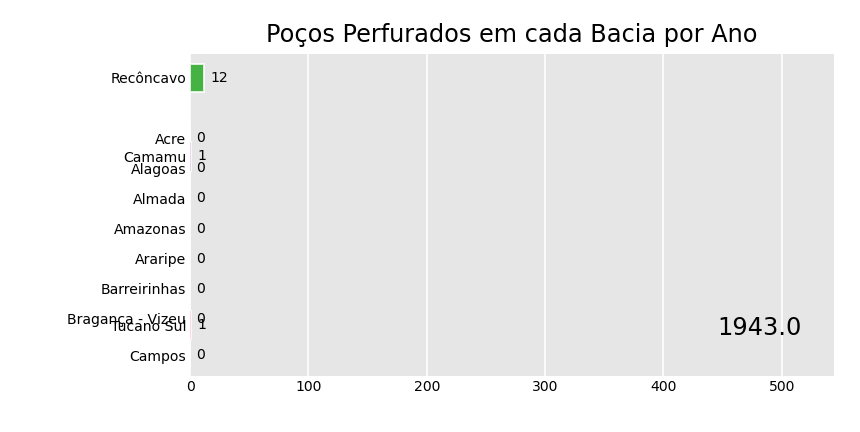 Poços Perfurados em cada Bacia por Ano
Recôncavo 12
Acre 0
Camamu 1
Alagoas 0
Almada 0
Amazonas 0
Araripe 0
Barreirinhas 0
Bragança - Vizeu 0
Tucano Sul 1
1943.0
Campos 0
0 100 200 300 400 500